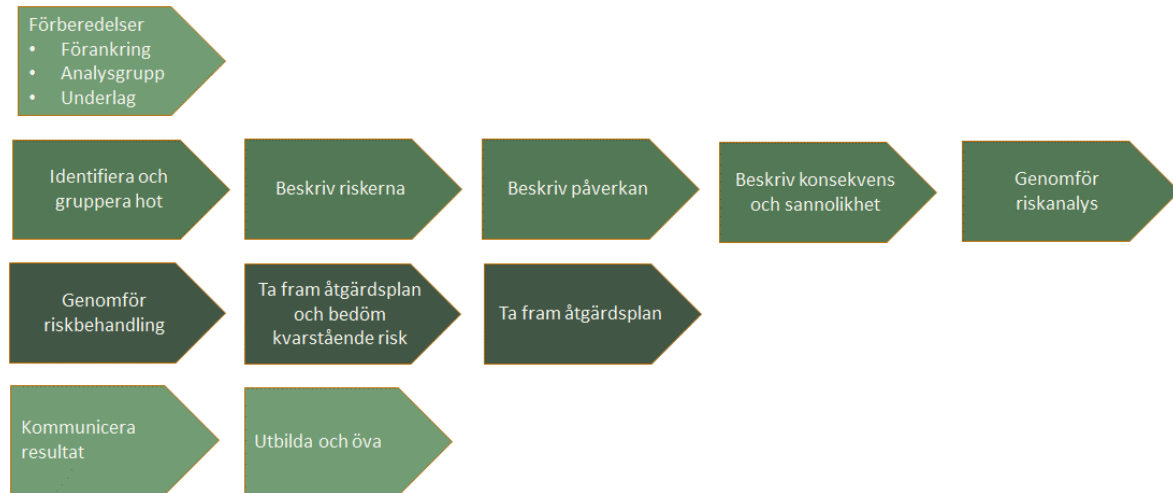 Förberedelser
• Förankring
• Analysgrupp
• Underlag
Identifiera och
gruppera hot
Beskriv riskerna
Beskriv påverkan
Beskriv konsekvens
och sannolikhet
Genomför
riskanalys
Genomför
riskbehandling
Ta fram åtgärdsplan
och bedöm
kvarstående risk
Ta fram åtgärdsplan
Kommunicera
resultat
Utbilda och öva